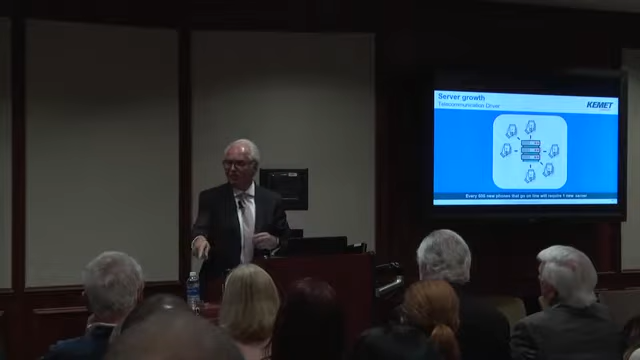 Server growth
Telecommunication Driver
KEMET
Every 600 new phones that go on line will require 1 new server